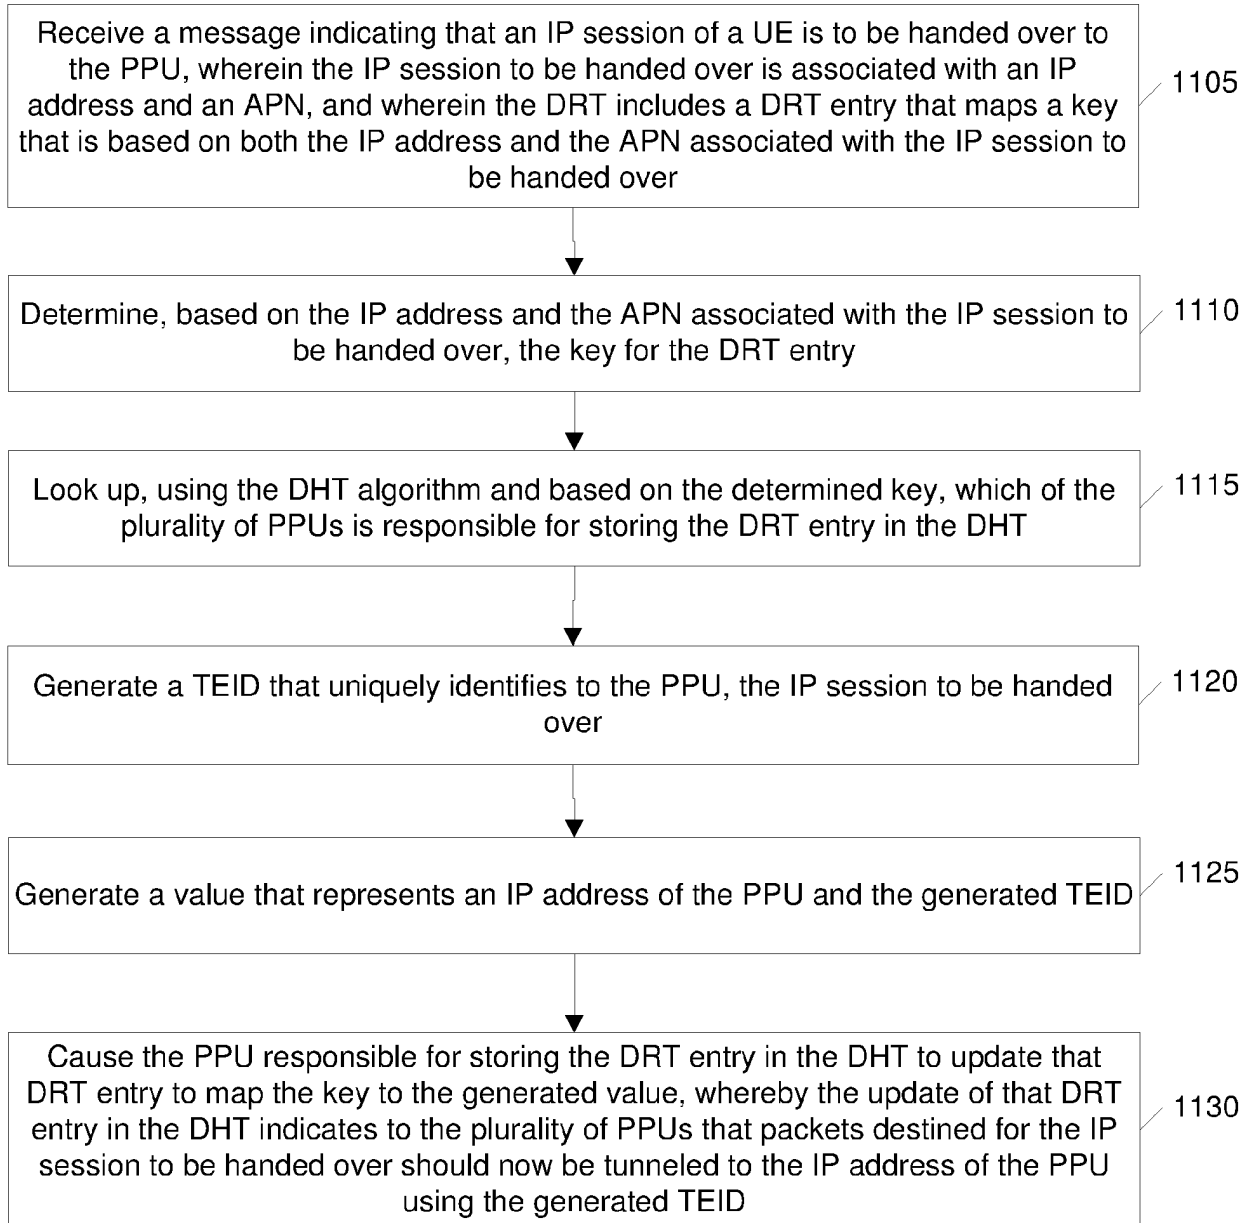 Receive a message indicating that an IP session of a UE is to be handed over to
the PPU, wherein the IP session to be handed over is associated with an IP
address and an APN, and wherein the DRT includes a DRT entry that maps a key
that is based on both the IP address and the APN associated with the IP session to
be handed over
1105
Determine, based on the IP address and the APN associated with the IP session to
be handed over, the key for the DRT entry
1110
Look up, using the DHT algorithm and based on the determined key, which of the
plurality of PPUs is responsible for storing the DRT entry in the DHT
1115
Generate a TEID that uniquely identifies to the PPU, the IP session to be handed
over
1120
Generate a value that represents an IP address of the PPU and the generated TEID
1125
Cause the PPU responsible for storing the DRT entry in the DHT to update that
DRT entry to map the key to the generated value, whereby the update of that DRT
entry in the DHT indicates to the plurality of PPUs that packets destined for the IP
session to be handed over should now be tunneled to the IP address of the PPU
using the generated TEID
1130